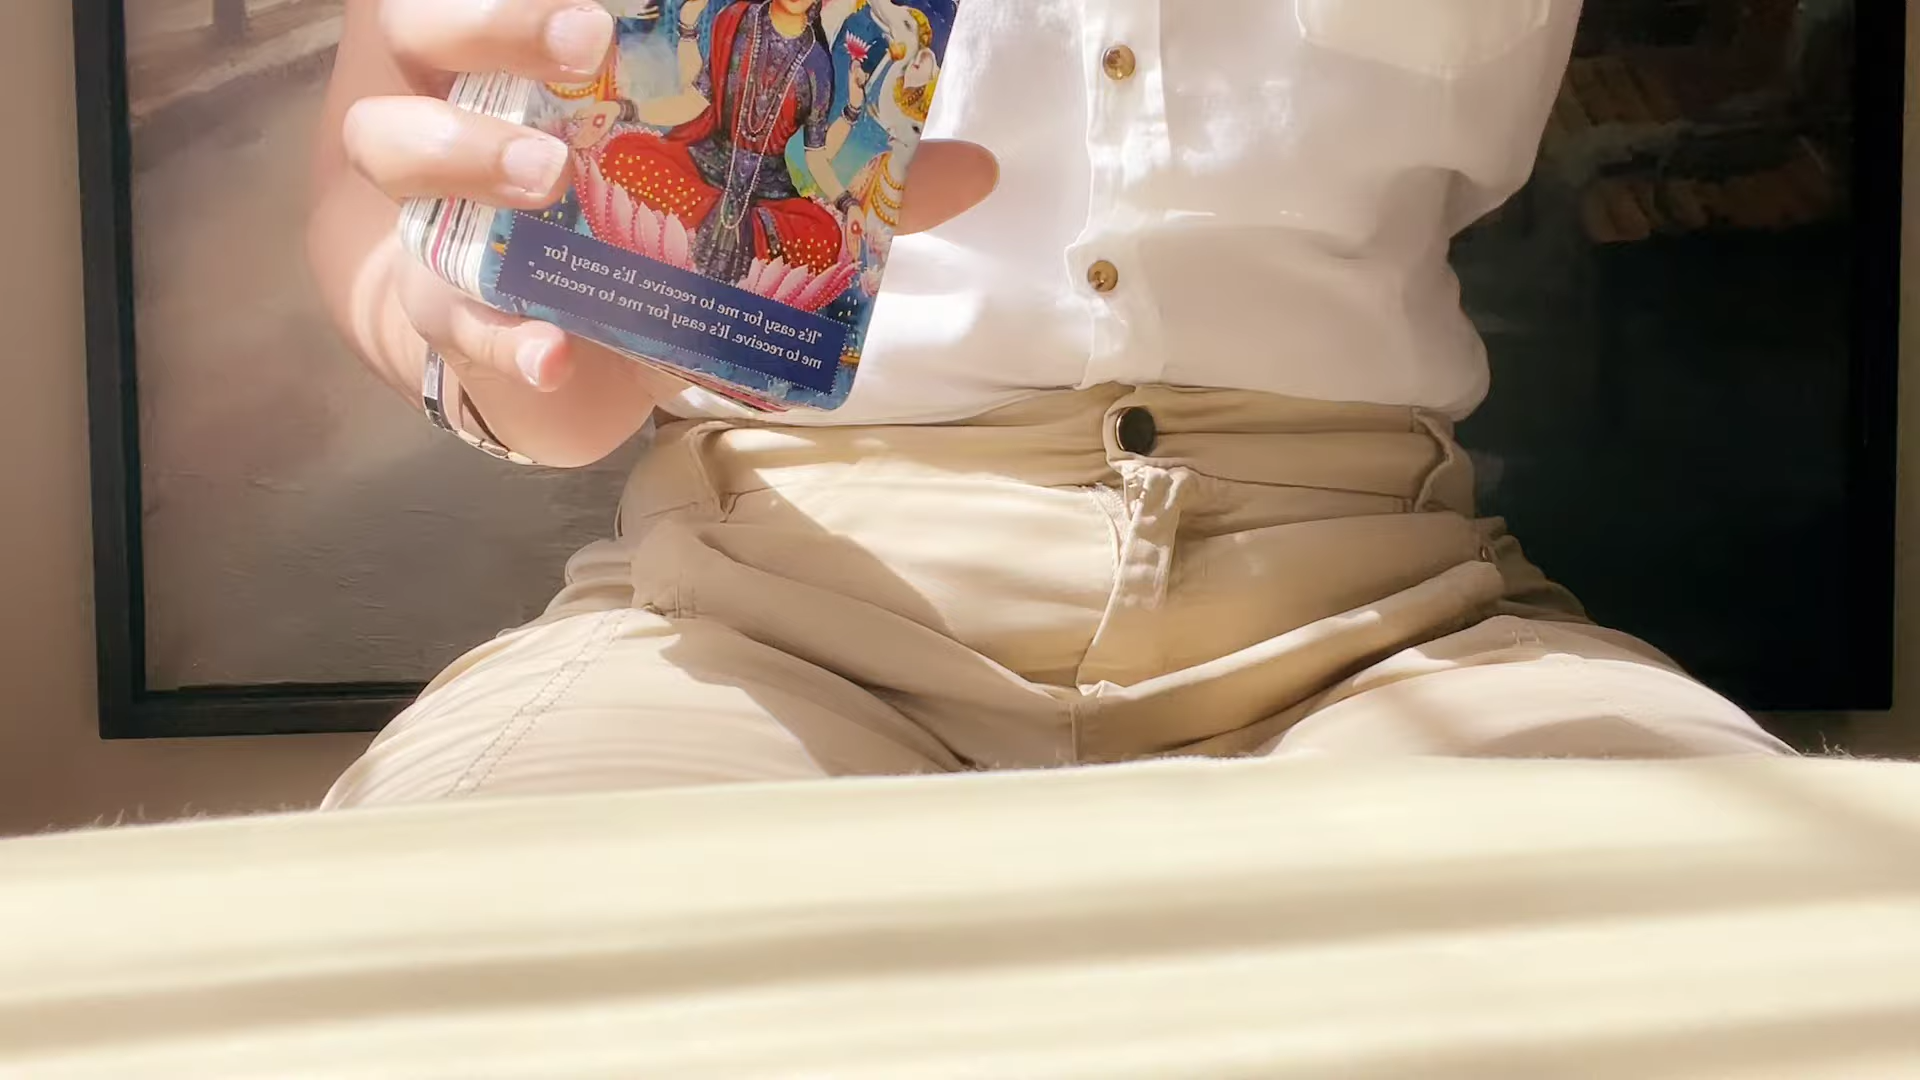 "It's easy for me to receive. It's easy for
me to receive. It's easy for me to receive."